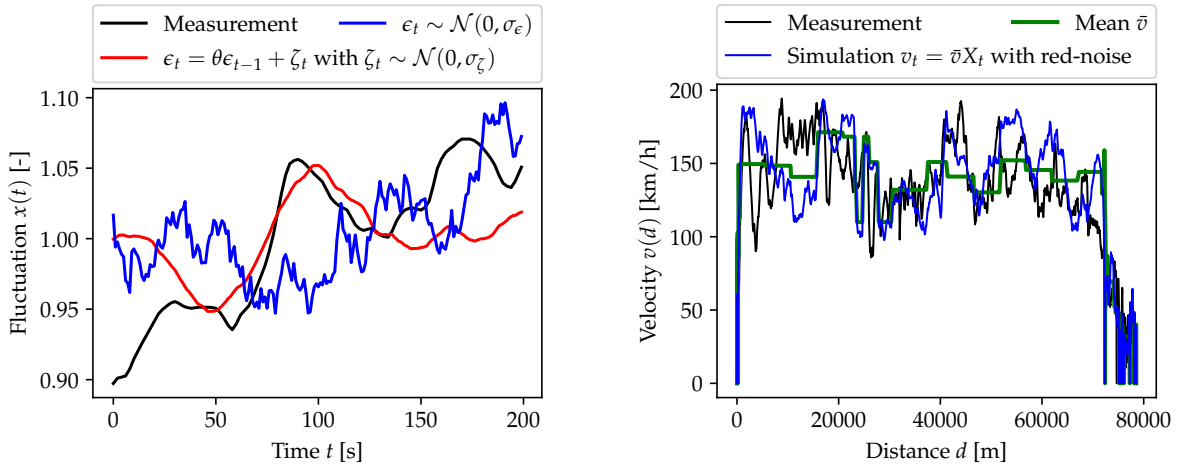 Measurement
ϵ_t ∼ 𝒩(0, σ_ϵ)
ϵ_t = θϵ_{t−1} + ζ_t with ζ_t ∼ 𝒩(0, σ_ζ)
1.10
1.05
1.00
0.95
0.90
Fluctuation x(t) [-]
0 50 100 150 200
Time t [s]
Measurement
Mean v̄
Simulation v_t = v̄X_t with red-noise
200
150
100
50
0
Velocity v(d) [km/h]
0 20000 40000 60000 80000
Distance d [m]